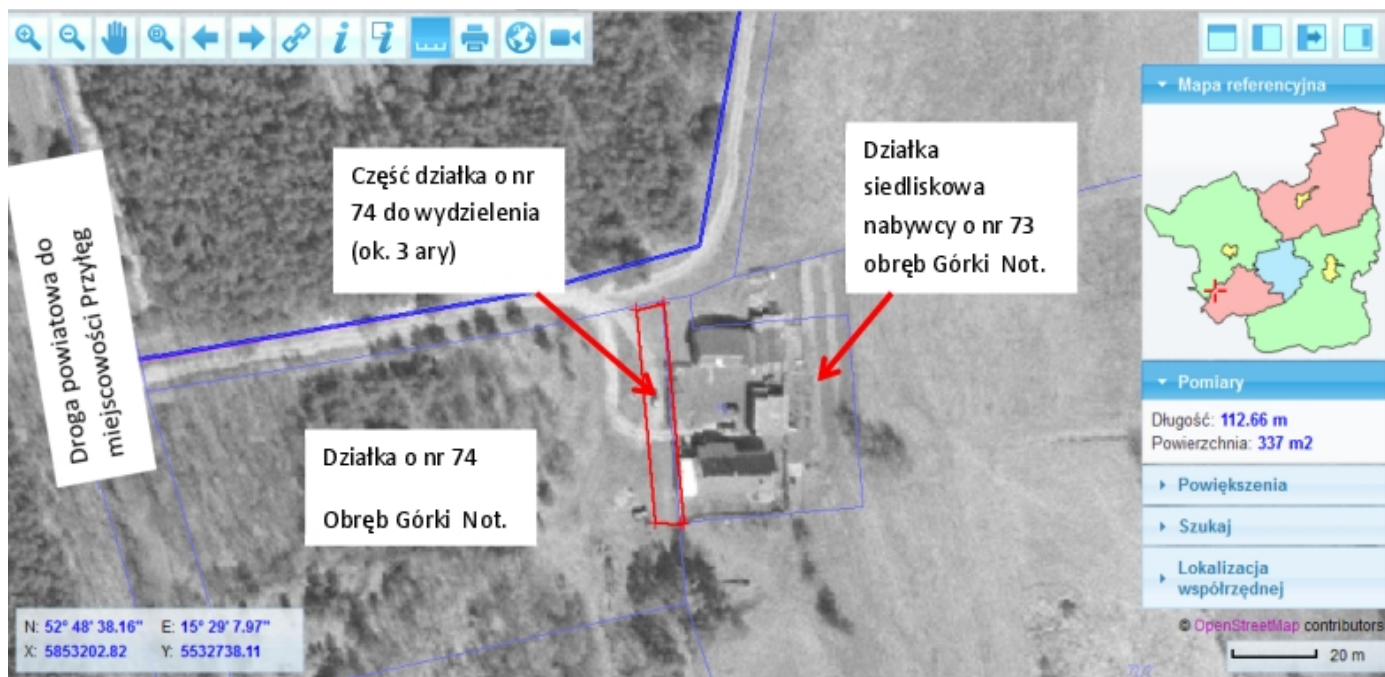 Mapa referencyjna
Część działka o nr
74 do wydzielenia
(ok. 3 ary)
Działka
siedliskowa
nabywcy o nr 73
obręb Górki Not.
Droga powiatowa do
miejscowości Przyłęg
Działka o nr 74
Obręb Górki Not.
Pomiary
Długość: 112.66 m
Powierzchnia: 337 m2
Powiększenia
Szukaj
Lokalizacja
współrzędnej
N: 52° 48' 38.16" E: 15° 29' 7.97"
X: 5853202.82 Y: 5532738.11
© OpenStreetMap contributors
20 m